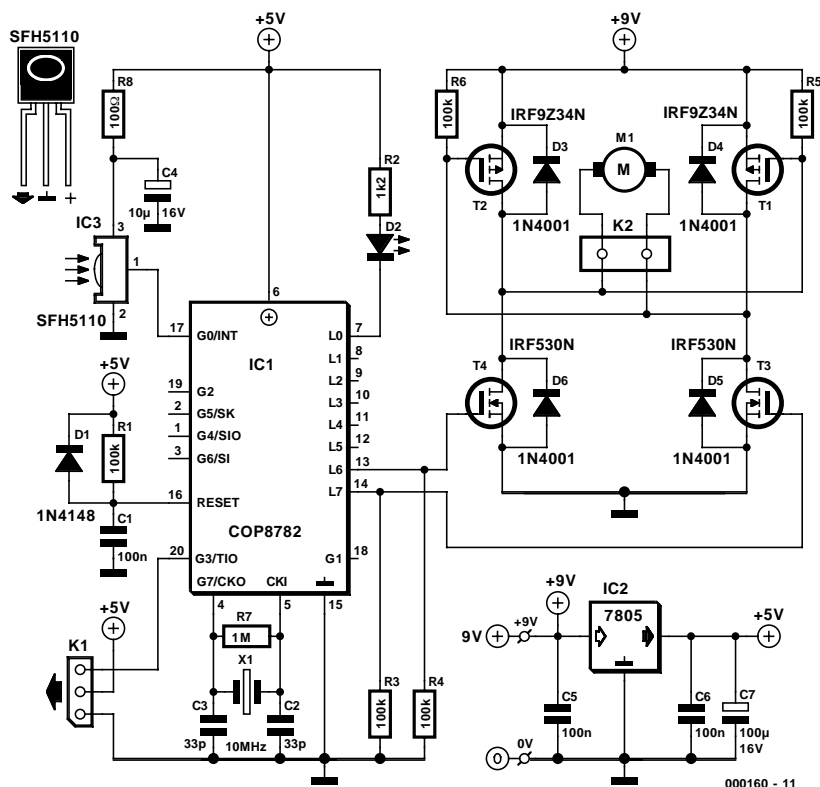 SFH5110
+5V
+9V
R8
100Ω
C4
10µ 16V
IC3
3
1
2
SFH5110
R2
1k2
D2
R6
100k
R5
100k
IRF9Z34N
IRF9Z34N
D3
M1
M
D4
T2
T1
1N4001
K2
1N4001
6
IC1
17
G0/INT
L0
7
L1
8
L2
9
L3
10
L4
11
L5
12
L6
13
L7
14
19
G2
2
G5/SK
1
G4/SIO
3
G6/SI
16
RESET
COP8782
20
G3/TIO
G1
18
G7/CKO
CKI
4
5
15
+5V
D1
R1
100k
1N4148
C1
100n
IRF530N
IRF530N
T4
D6
D5
T3
1N4001
1N4001
+5V
K1
R7
1M
X1
C3
33p
10MHz
C2
33p
R3
100k
R4
100k
+9V
IC2
7805
9V
+9V
+5V
C5
100n
C6
100n
C7
100µ
16V
0
0V
000160 - 11